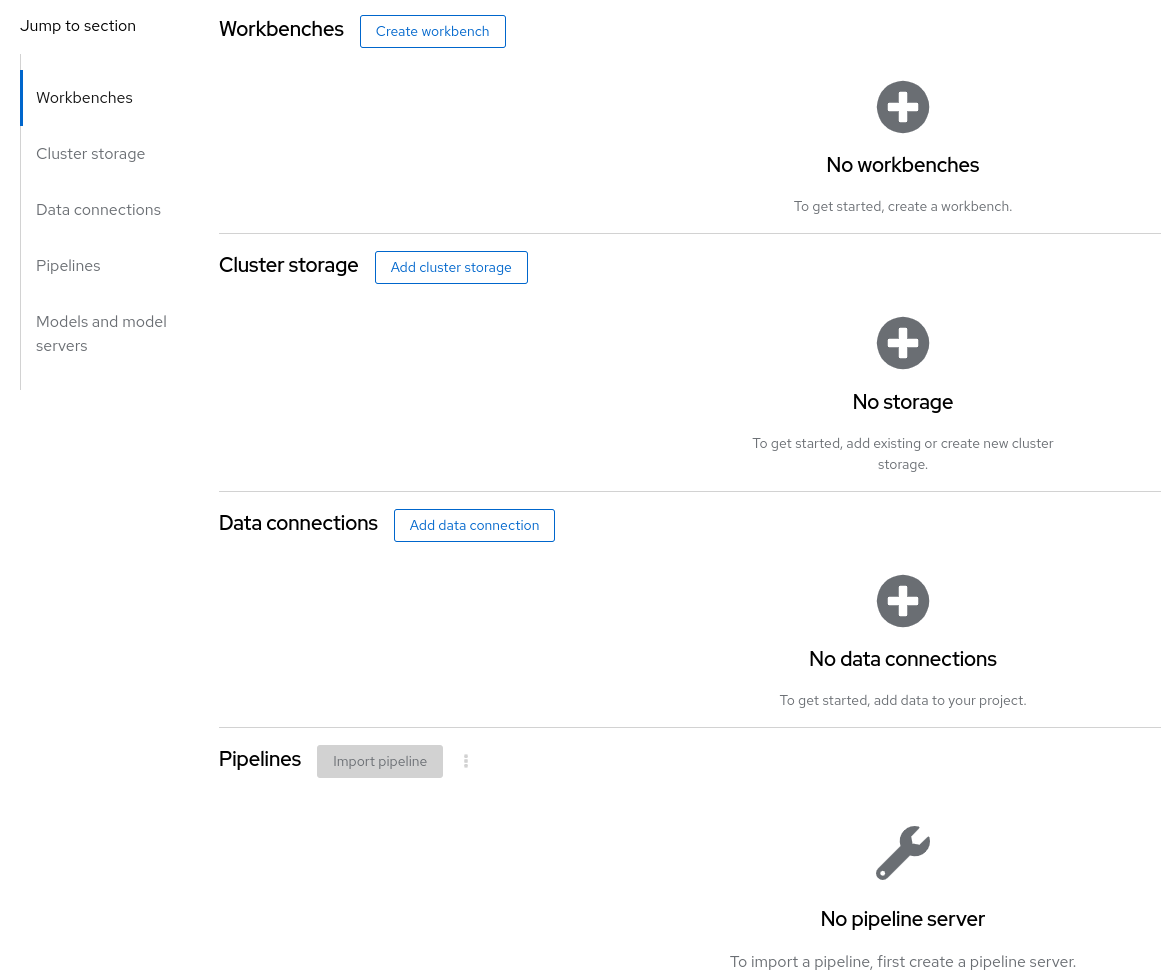 Jump to section
Workbenches
Cluster storage
Data connections
Pipelines
Models and model
servers
Workbenches
Create workbench
No workbenches
To get started, create a workbench.
Cluster storage
Add cluster storage
No storage
To get started, add existing or create new cluster
storage.
Data connections
Add data connection
No data connections
To get started, add data to your project.
Pipelines
Import pipeline
No pipeline server
To import a pipeline, first create a pipeline server.